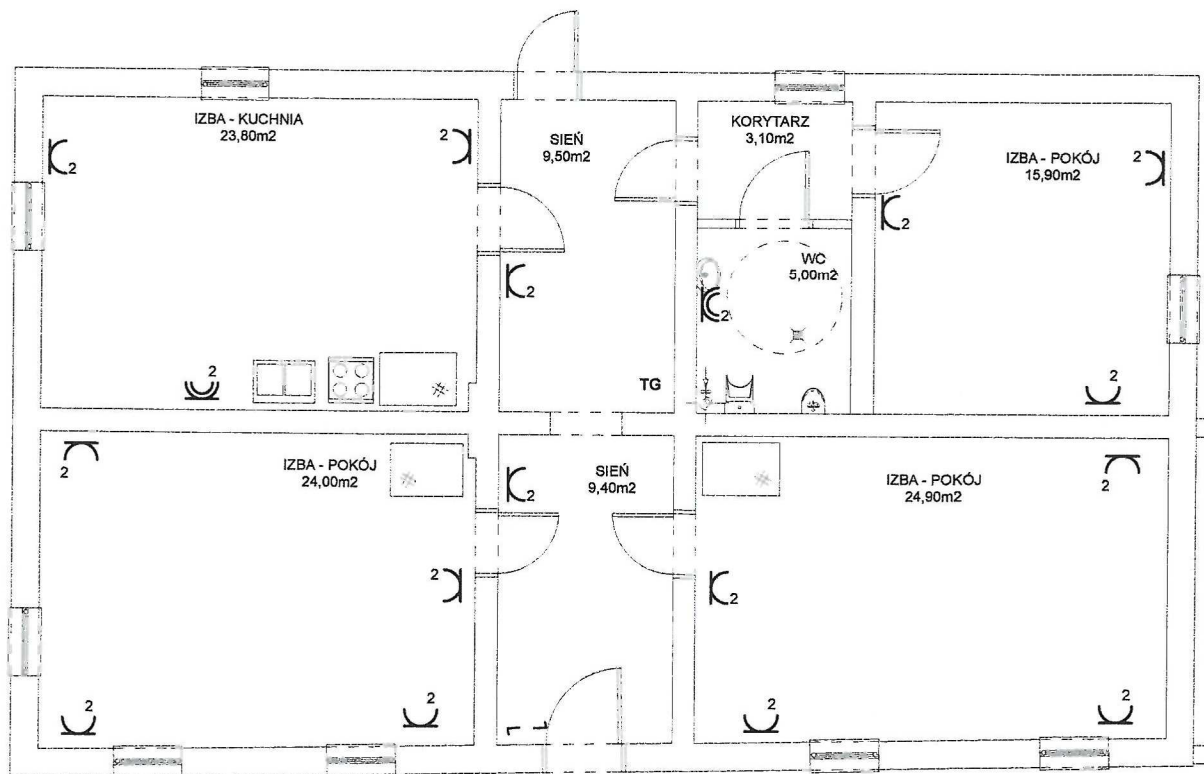 IZBA - KUCHNIA
23,80m2
2
2
SIEŃ
9,50m2
KORYTARZ
3,10m2
IZBA - POKÓJ
15,90m2
2
2
2
WC
5,00m2
2
2
TG
2
2
IZBA - POKÓJ
24,00m2
SIEŃ
9,40m2
2
IZBA - POKÓJ
24,90m2
2
2
2
2
2
2
2